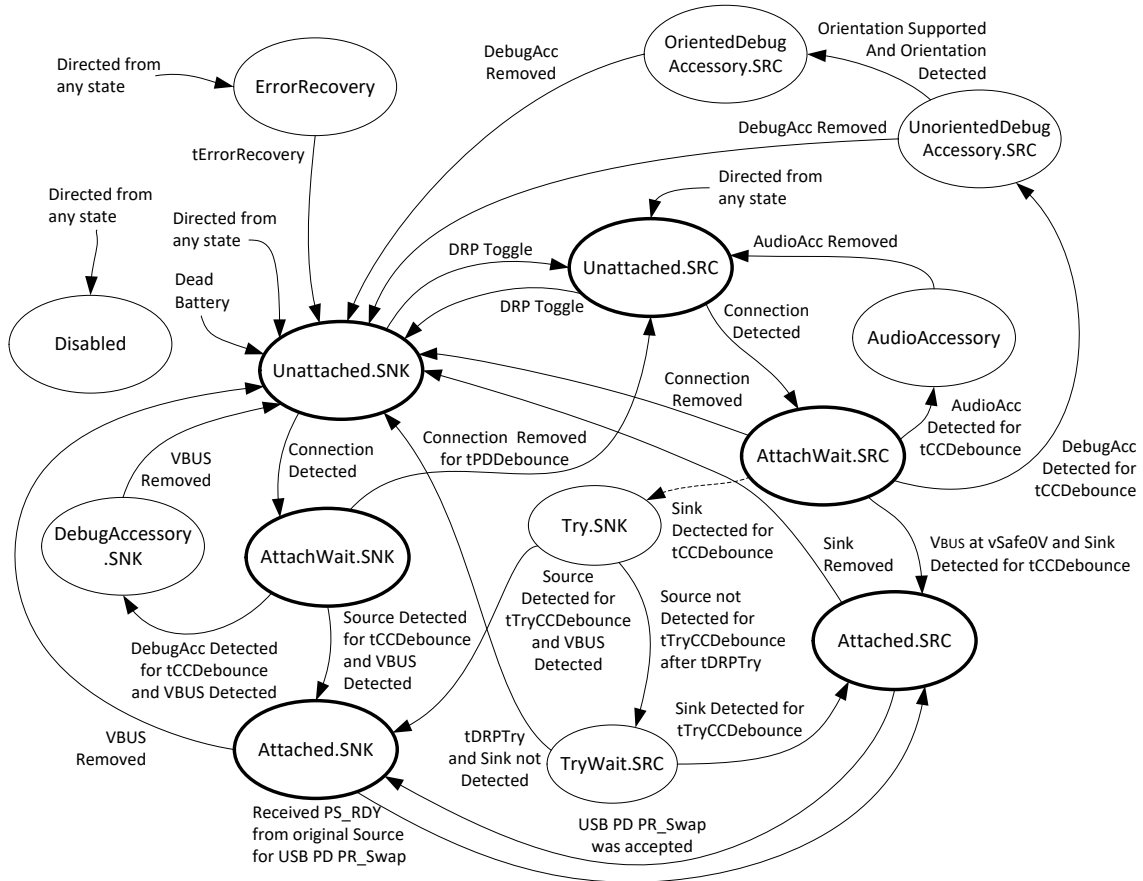 Directed from
any state
ErrorRecovery
tErrorRecovery
DebugAcc
Removed
OrientedDebug
Accessory.SRC
Orientation Supported
And Orientation
Detected
DebugAcc Removed
UnorientedDebug
Accessory.SRC
Directed from
any state
Disabled
Directed from
any state
Dead
Battery
DRP Toggle
DRP Toggle
Directed from
any state
Unattached.SRC
AudioAcc Removed
Connection
Detected
AudioAccessory
Unattached.SNK
Connection
Removed
AudioAcc
Detected for
tCCDebounce
DebugAcc
Detected for
tCCDebounce
VBUS
Removed
Connection
Detected
Connection  Removed
for tPDDebounce
AttachWait.SRC
DebugAccessory
.SNK
AttachWait.SNK
Try.SNK
Sink
Dectected for
tCCDebounce
Sink
Removed
VBUS at vSafe0V and Sink
Detected for tCCDebounce
DebugAcc Detected
for tCCDebounce
and VBUS Detected
Source Detected
for tCCDebounce
and VBUS
Detected
Source
Detected for
tTryCCDebounce
and VBUS
Detected
Source not
Detected for
tTryCCDebounce
after tDRPTry
Attached.SRC
VBUS
Removed
Attached.SNK
tDRPTry
and Sink not
Detected
TryWait.SRC
Sink Detected for
tTryCCDebounce
Received PS_RDY
from original Source
for USB PD PR_Swap
USB PD PR_Swap
was accepted